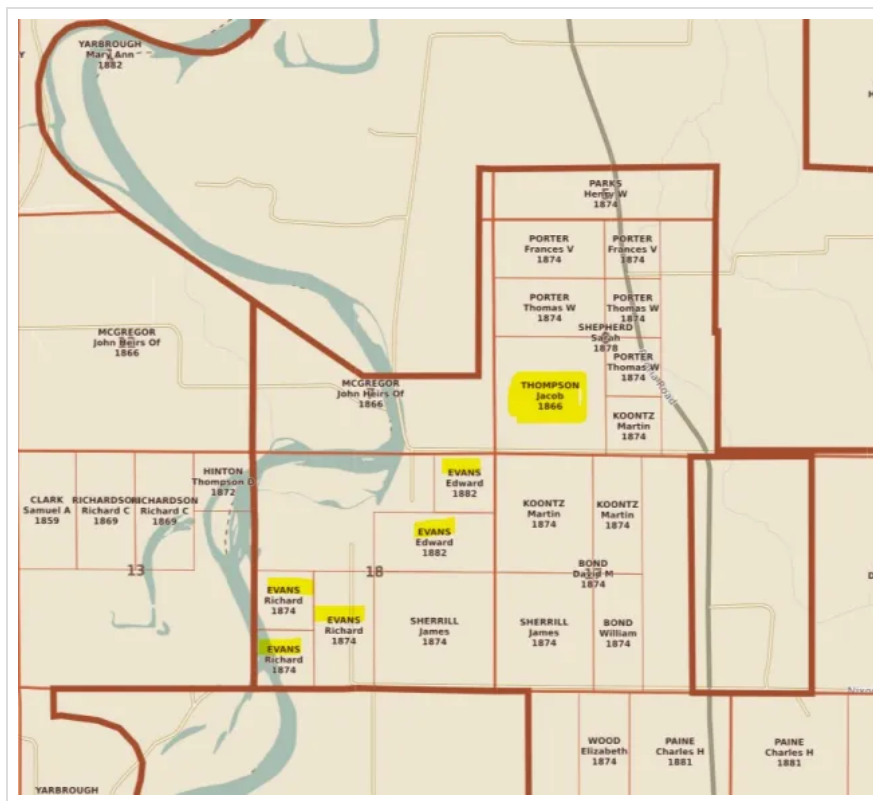 YARBROUGH
Mary Ann
1882
PARKS
Henry W
1874
PORTER
Frances V
1874
PORTER
Frances V
1874
PORTER
Thomas W
1874
PORTER
Thomas W
1874
SHEPHERD
Sarah
1878
PORTER
Thomas W
1874
MCGREGOR
John Heirs Of
1866
MCGREGOR
John Heirs Of
1866
THOMPSON
Jacob
1866
KOONTZ
Martin
1874
CLARK
Samuel A
1859
RICHARDSON
Richard C
1869
RICHARDSON
Richard C
1869
HINTON
Thompson D
1872
EVANS
Edward
1882
EVANS
Edward
1882
KOONTZ
Martin
1874
KOONTZ
Martin
1874
13
18
BOND
David M
1874
EVANS
Richard
1874
EVANS
Richard
1874
EVANS
Richard
1874
SHERRILL
James
1874
SHERRILL
James
1874
BOND
William
1874
WOOD
Elizabeth
1874
PAINE
Charles H
1881
PAINE
Charles H
1881
YARBROUGH